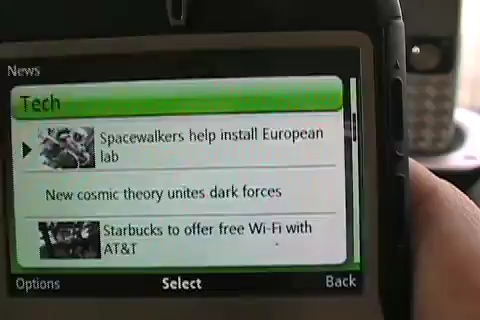 News
Tech
Spacewalkers help install European
lab
New cosmic theory unites dark forces
Starbucks to offer free Wi-Fi with
AT&T
Options
Select
Back